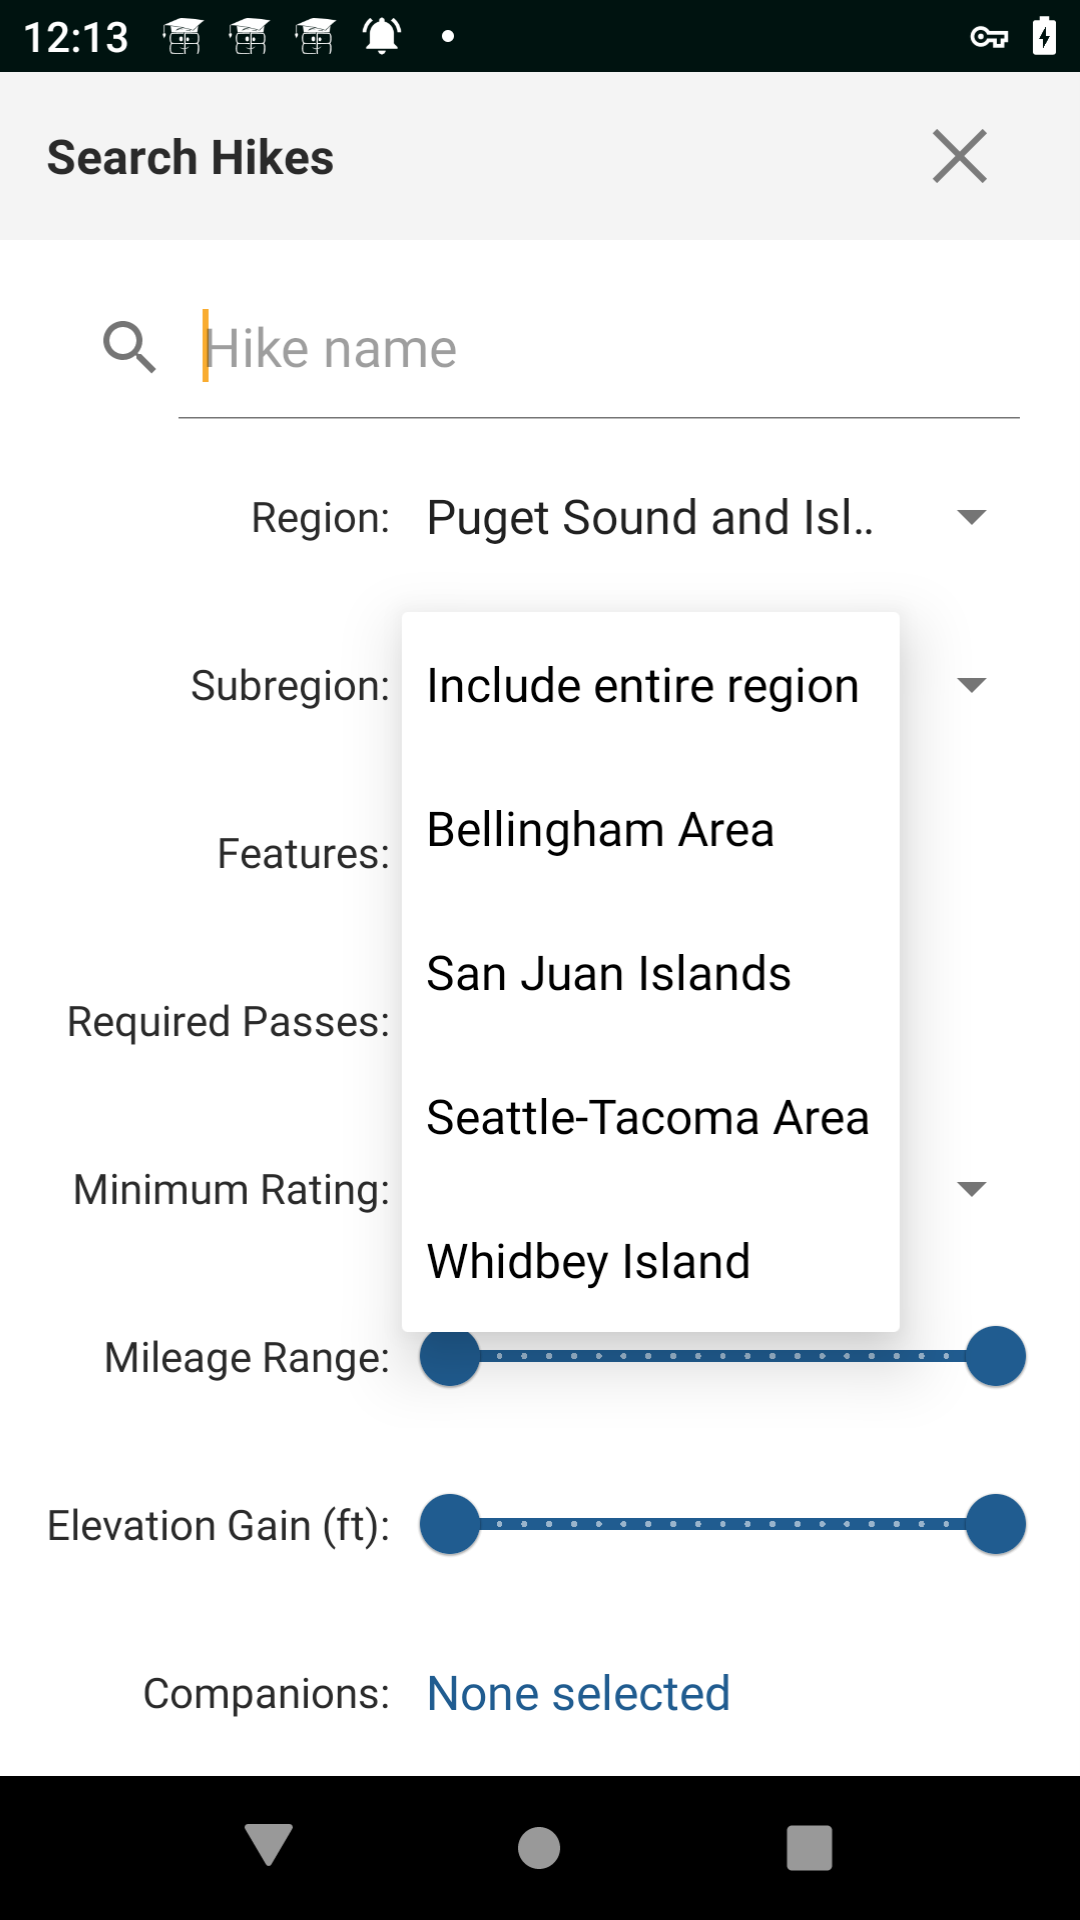 12:13
Search Hikes
Hike name
Region: Puget Sound and Isl..
Subregion: Include entire region
Bellingham Area
Features:
San Juan Islands
Required Passes:
Seattle-Tacoma Area
Minimum Rating:
Whidbey Island
Mileage Range:
Elevation Gain (ft):
Companions: None selected